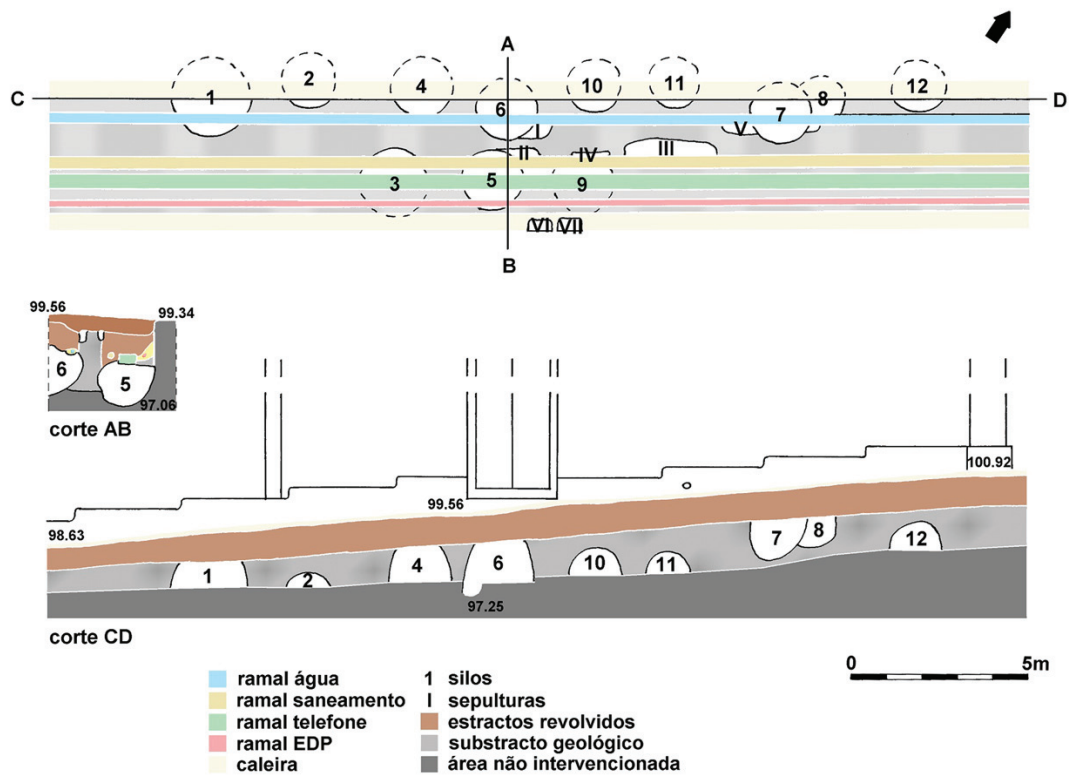 A
2 4 10 11 12
C 1 6 7 8 D
I V
II IV III
3 5 9
VI VII
B
99.56 99.34
6 5
97.06
corte AB
100.92
99.56
98.63
7 8 12
1 2 4 6 10 11
97.25
corte CD
ramal água 1 silos
ramal saneamento I sepulturas
ramal telefone estractos revolvidos
ramal EDP substracto geológico
caleira área não intervencionada
0 5m